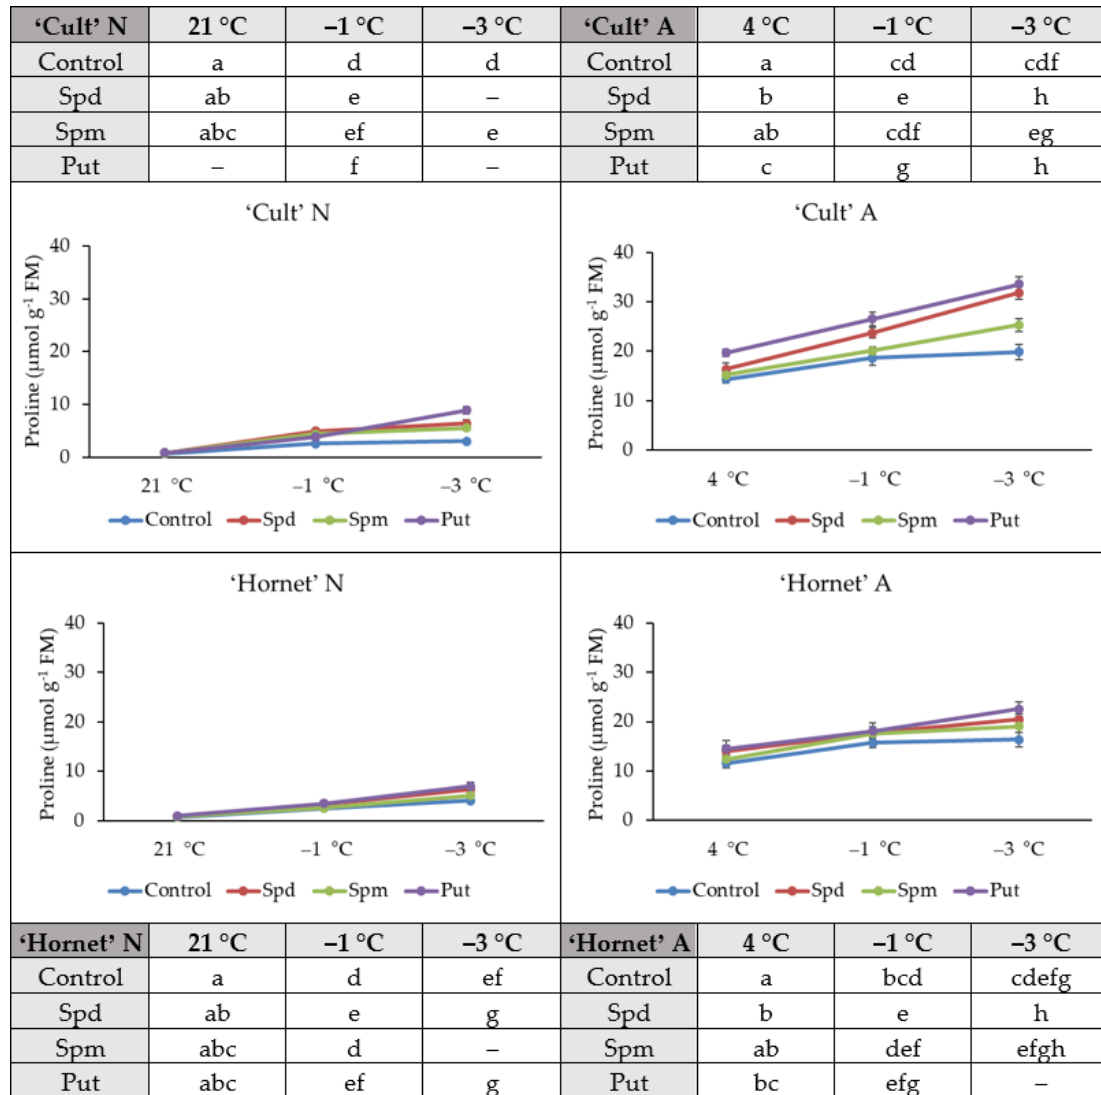 ‘Cult’ N 21 °C –1 °C –3 °C ‘Cult’ A 4 °C –1 °C –3 °C
Control a d d Control a cd cdf
Spd ab e – Spd b e h
Spm abc ef e Spm ab cdf eg
Put – f – Put c g h
‘Cult’ N
Proline (µmol g-1 FM)
40
30
20
10
0
21 °C –1 °C –3 °C
Control Spd Spm Put
‘Cult’ A
Proline (µmol g-1 FM)
40
30
20
10
0
4 °C –1 °C –3 °C
Control Spd Spm Put
‘Hornet’ N
Proline (µmol g-1 FM)
40
30
20
10
0
21 °C –1 °C –3 °C
Control Spd Spm Put
‘Hornet’ A
Proline (µmol g-1 FM)
40
30
20
10
0
4 °C –1 °C –3 °C
Control Spd Spm Put
‘Hornet’ N 21 °C –1 °C –3 °C ‘Hornet’ A 4 °C –1 °C –3 °C
Control a d ef Control a bcd cdefg
Spd ab e g Spd b e h
Spm abc d – Spm ab def efgh
Put abc ef g Put bc efg –